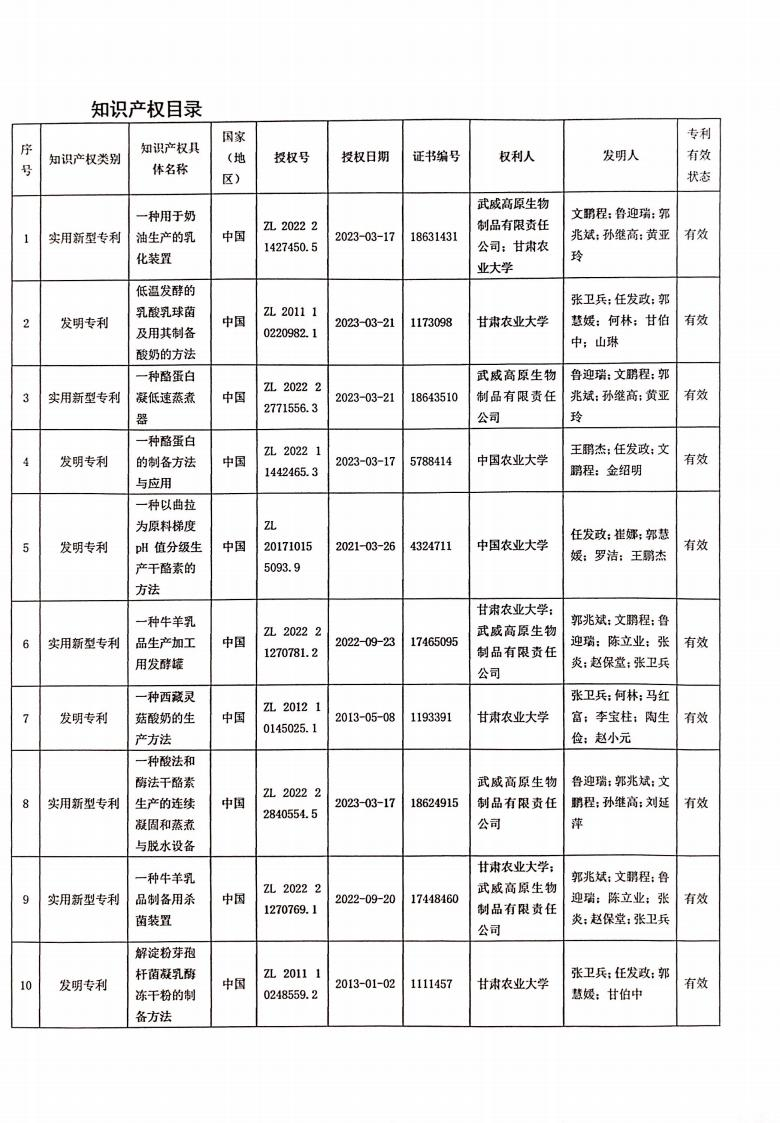 知识产权目录
序
号
知识产权类别
知识产权具
体名称
国家
（地
区）
授权号
授权日期
证书编号
权利人
发明人
专利
有效
状态
1
实用新型专利
一种用于奶
油生产的乳
化装置
中国
ZL 2022 2
1427450.5
2023-03-17
18631431
武威高原生物
制品有限责任
公司；甘肃农
业大学
文鹏程；鲁迎瑞；郭
兆斌；孙继高；黄亚
玲
有效
2
发明专利
低温发酵的
乳酸乳球菌
及用其制备
酸奶的方法
中国
ZL 2011 1
0220982.1
2023-03-21
1173098
甘肃农业大学
张卫兵；任发政；郭
慧媛；何林；甘伯
中；山琳
有效
3
实用新型专利
一种酪蛋白
凝低速蒸煮
器
中国
ZL 2022 2
2771556.3
2023-03-21
18643510
武威高原生物
制品有限责任
公司
鲁迎瑞；文鹏程；郭
兆斌；孙继高；黄亚
玲
有效
4
发明专利
一种酪蛋白
的制备方法
与应用
中国
ZL 2022 1
1442465.3
2023-03-17
5788414
中国农业大学
王鹏杰；任发政；文
鹏程；金绍明
有效
5
发明专利
一种以曲拉
为原料梯度
pH 值分级生
产干酪素的
方法
中国
ZL
20171015
5093.9
2021-03-26
4324711
中国农业大学
任发政；崔娜；郭慧
媛；罗洁；王鹏杰
有效
6
实用新型专利
一种牛羊乳
品生产加工
用发酵罐
中国
ZL 2022 2
1270781.2
2022-09-23
17465095
甘肃农业大学；
武威高原生物
制品有限责任
公司
郭兆斌；文鹏程；鲁
迎瑞；陈立业；张
炎；赵保堂；张卫兵
有效
7
发明专利
一种西藏灵
菇酸奶的生
产方法
中国
ZL 2012 1
0145025.1
2013-05-08
1193391
甘肃农业大学
张卫兵；何林；马红
富；李宝柱；陶生
俭；赵小元
有效
8
实用新型专利
一种酸法和
酶法干酪素
生产的连续
凝固和蒸煮
与脱水设备
中国
ZL 2022 2
2840554.5
2023-03-17
18624915
武威高原生物
制品有限责任
公司
鲁迎瑞；郭兆斌；文
鹏程；孙继高；刘延
萍
有效
9
实用新型专利
一种牛羊乳
品制备用杀
菌装置
中国
ZL 2022 2
1270769.1
2022-09-20
17448460
甘肃农业大学；
武威高原生物
制品有限责任
公司
郭兆斌；文鹏程；鲁
迎瑞；陈立业；张
炎；赵保堂；张卫兵
有效
10
发明专利
解淀粉芽孢
杆菌凝乳酶
冻干粉的制
备方法
中国
ZL 2011 1
0248559.2
2013-01-02
1111457
甘肃农业大学
张卫兵；任发政；郭
慧媛；甘伯中
有效